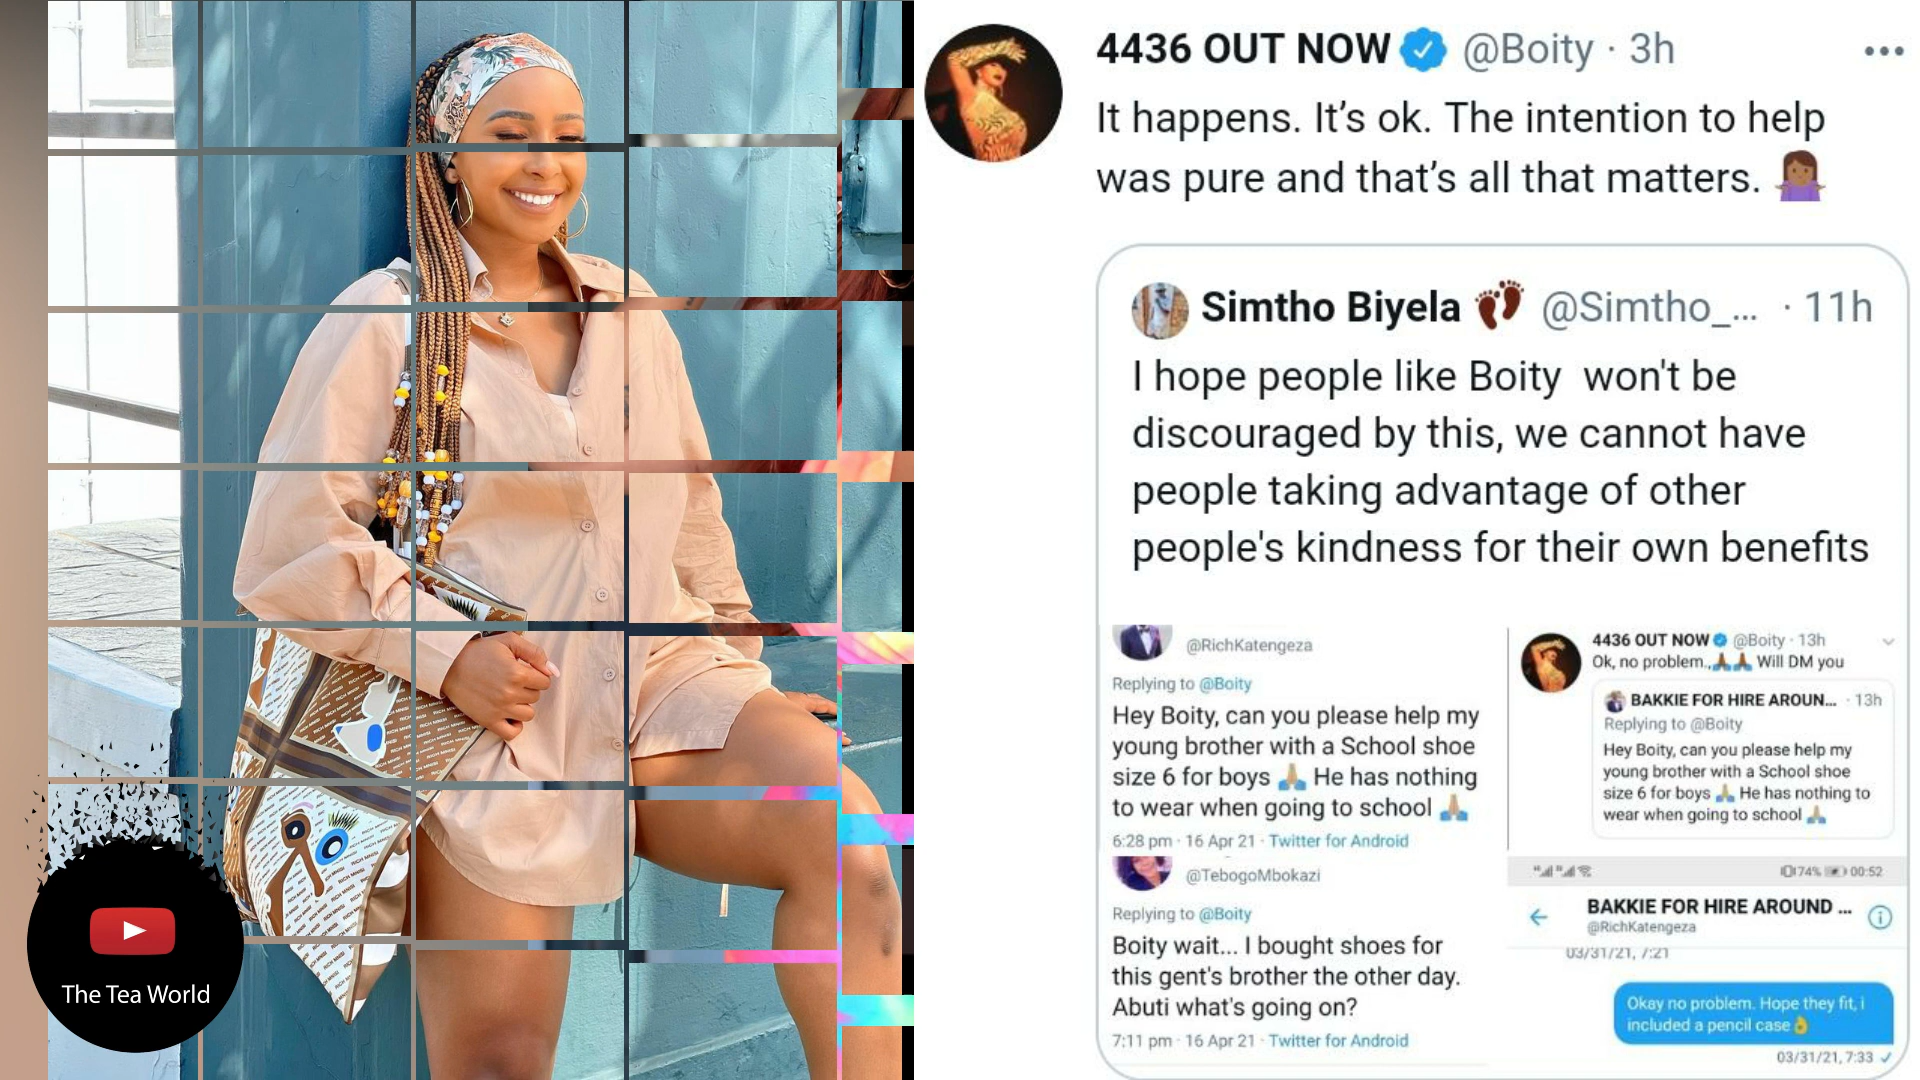 4436 OUT NOW @Boity · 3h
It happens. It’s ok. The intention to help
was pure and that’s all that matters. 🤷🏾‍♀️
Simtho Biyela 👣 @Simtho_... · 11h
I hope people like Boity  won't be
discouraged by this, we cannot have
people taking advantage of other
people's kindness for their own benefits
@RichKatengeza
Replying to @Boity
Hey Boity, can you please help my
young brother with a School shoe
size 6 for boys 🙏🏼 He has nothing
to wear when going to school 🙏🏼
6:28 pm · 16 Apr 21 · Twitter for Android
@TebogoMbokazi
Replying to @Boity
Boity wait... I bought shoes for
this gent's brother the other day.
Abuti what's going on?
7:11 pm · 16 Apr 21 · Twitter for Android
4436 OUT NOW @Boity · 13h
Ok, no problem.,🙏🏾🙏🏾 Will DM you
BAKKIE FOR HIRE AROUN... · 13h
Replying to @Boity
Hey Boity, can you please help my
young brother with a School shoe
size 6 for boys 🙏🏼 He has nothing to
wear when going to school 🙏🏼
74% 00:52
BAKKIE FOR HIRE AROUND ...
@RichKatengeza
03/31/21, 7:21
Okay no problem. Hope they fit, i
included a pencil case👌
03/31/21, 7:33 ✓
RICH MNISI
The Tea World